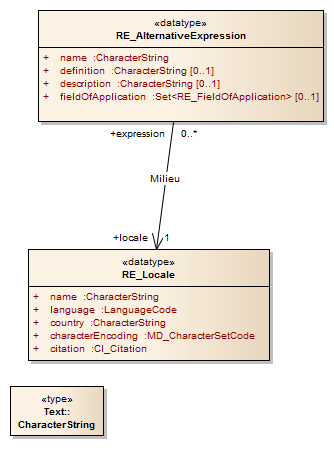 «datatype»
RE_AlternativeExpression
+ name :CharacterString
+ definition :CharacterString [0..1]
+ description :CharacterString [0..1]
+ fieldOfApplication :Set<RE_FieldOfApplication> [0..1]
+expression 0..*
Milieu
+locale 1
«datatype»
RE_Locale
+ name :CharacterString
+ language :LanguageCode
+ country :CharacterString
+ characterEncoding :MD_CharacterSetCode
+ citation :CI_Citation
«type»
Text::
CharacterString